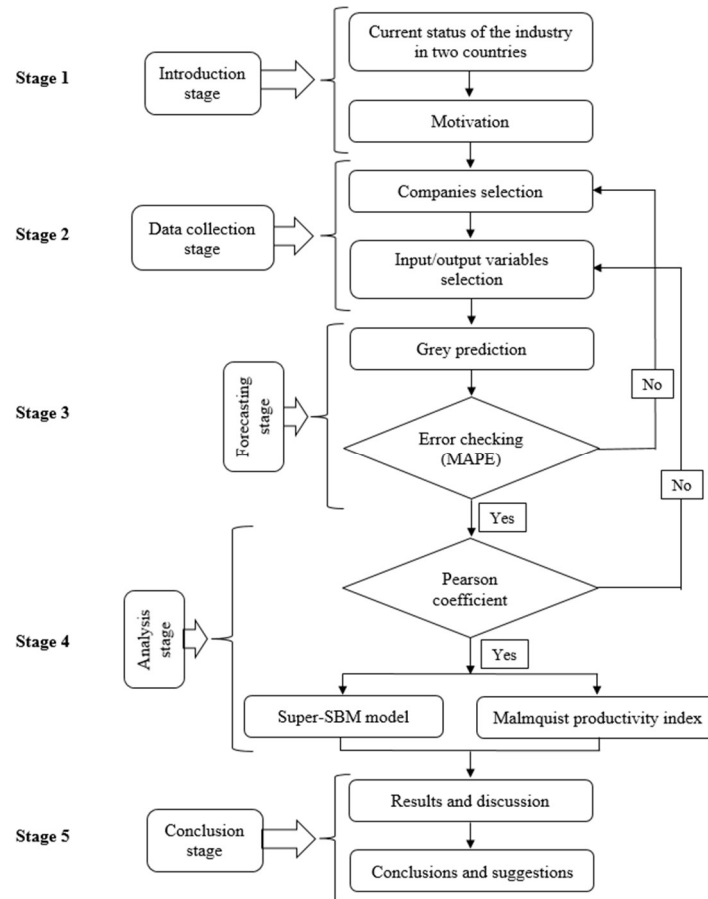 Stage 1
Introduction
stage
Current status of the industry
in two countries
Motivation
Stage 2
Data collection
stage
Companies selection
Input/output variables
selection
Stage 3
Forecasting
stage
Grey prediction
No
Error checking
(MAPE)
No
Yes
Stage 4
Analysis
stage
Pearson
coefficient
Yes
Super-SBM model
Malmquist productivity index
Stage 5
Conclusion
stage
Results and discussion
Conclusions and suggestions